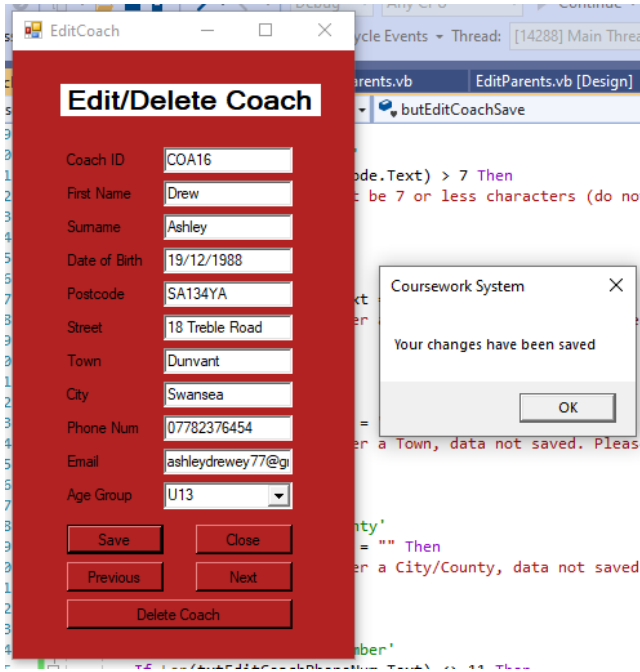 EditCoach
Edit/Delete Coach
Coach ID COA16
First Name Drew
Surname Ashley
Date of Birth 19/12/1988
Postcode SA134YA
Street 18 Treble Road
Town Dunvant
City Swansea
Phone Num 07782376454
Email ashleydrewey77@g
Age Group U13
Save Close
Previous Next
Delete Coach
Continue
ycle Events Thread: [14288] Main Threa
arents.vb EditParents.vb [Design]
butEditCoachSave
ode.Text) > 7 Then
t be 7 or less characters (do no
xt
er a
Coursework System
Your changes have been saved
OK
=
er a Town, data not saved. Pleas
nty'
= "" Then
er a City/County, data not saved
mber'
If Len(txtEditCoachPhoneNum.Text) <> 11 Then